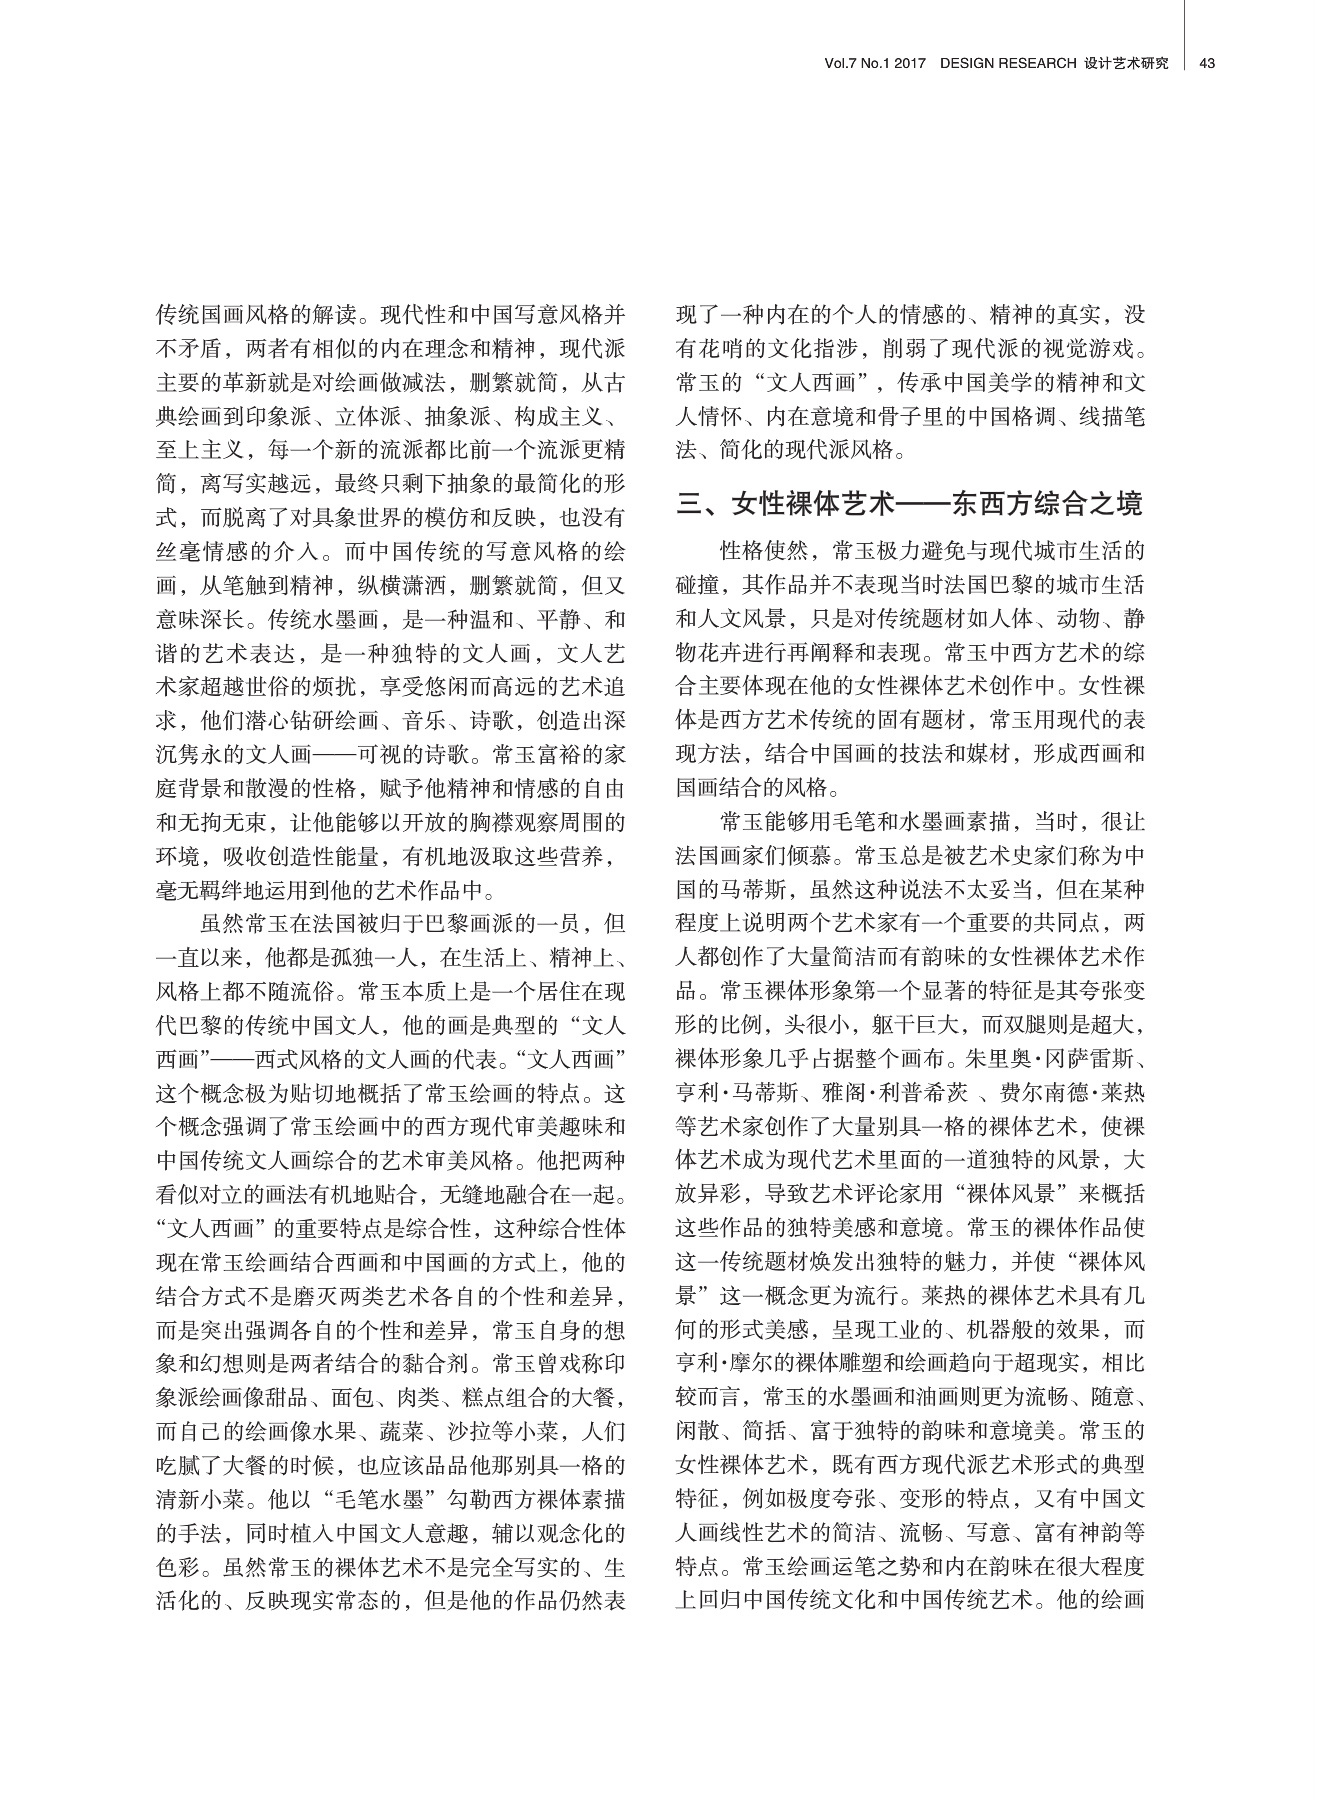 Vol.7 No.1 2017 DESIGN RESEARCH 设计艺术研究 43
传统国画风格的解读。现代性和中国写意风格并
不矛盾，两者有相似的内在理念和精神，现代派
主要的革新就是对绘画做减法，删繁就简，从古
典绘画到印象派、立体派、抽象派、构成主义、
至上主义，每一个新的流派都比前一个流派更精
简，离写实越远，最终只剩下抽象的最简化的形
式，而脱离了对具象世界的模仿和反映，也没有
丝毫情感的介入。而中国传统的写意风格的绘
画，从笔触到精神，纵横潇洒，删繁就简，但又
意味深长。传统水墨画，是一种温和、平静、和
谐的艺术表达，是一种独特的文人画，文人艺
术家超越世俗的烦扰，享受悠闲而高远的艺术追
求，他们潜心钻研绘画、音乐、诗歌，创造出深
沉隽永的文人画——可视的诗歌。常玉富裕的家
庭背景和散漫的性格，赋予他精神和情感的自由
和无拘无束，让他能够以开放的胸襟观察周围的
环境，吸收创造性能量，有机地汲取这些营养，
毫无羁绊地运用到他的艺术作品中。
虽然常玉在法国被归于巴黎画派的一员，但
一直以来，他都是孤独一人，在生活上、精神上、
风格上都不随流俗。常玉本质上是一个居住在现
代巴黎的传统中国文人，他的画是典型的“文人
西画”——西式风格的文人画的代表。“文人西画”
这个概念极为贴切地概括了常玉绘画的特点。这
个概念强调了常玉绘画中的西方现代审美趣味和
中国传统文人画综合的艺术审美风格。他把两种
看似对立的画法有机地贴合，无缝地融合在一起。
“文人西画”的重要特点是综合性，这种综合性体
现在常玉绘画结合西画和中国画的方式上，他的
结合方式不是磨灭两类艺术各自的个性和差异，
而是突出强调各自的个性和差异，常玉自身的想
象和幻想则是两者结合的黏合剂。常玉曾戏称印
象派绘画像甜品、面包、肉类、糕点组合的大餐，
而自己的绘画像水果、蔬菜、沙拉等小菜，人们
吃腻了大餐的时候，也应该品品他那别具一格的
清新小菜。他以“毛笔水墨”勾勒西方裸体素描
的手法，同时植入中国文人意趣，辅以观念化的
色彩。虽然常玉的裸体艺术不是完全写实的、生
活化的、反映现实常态的，但是他的作品仍然表
现了一种内在的个人的情感的、精神的真实，没
有花哨的文化指涉，削弱了现代派的视觉游戏。
常玉的“文人西画”，传承中国美学的精神和文
人情怀、内在意境和骨子里的中国格调、线描笔
法、简化的现代派风格。
三、女性裸体艺术——东西方综合之境
性格使然，常玉极力避免与现代城市生活的
碰撞，其作品并不表现当时法国巴黎的城市生活
和人文风景，只是对传统题材如人体、动物、静
物花卉进行再阐释和表现。常玉中西方艺术的综
合主要体现在他的女性裸体艺术创作中。女性裸
体是西方艺术传统的固有题材，常玉用现代的表
现方法，结合中国画的技法和媒材，形成西画和
国画结合的风格。
常玉能够用毛笔和水墨画素描，当时，很让
法国画家们倾慕。常玉总是被艺术史家们称为中
国的马蒂斯，虽然这种说法不太妥当，但在某种
程度上说明两个艺术家有一个重要的共同点，两
人都创作了大量简洁而有韵味的女性裸体艺术作
品。常玉裸体形象第一个显著的特征是其夸张变
形的比例，头很小，躯干巨大，而双腿则是超大，
裸体形象几乎占据整个画布。朱里奥·冈萨雷斯、
亨利·马蒂斯、雅阁·利普希茨 、费尔南德·莱热
等艺术家创作了大量别具一格的裸体艺术，使裸
体艺术成为现代艺术里面的一道独特的风景，大
放异彩，导致艺术评论家用“裸体风景”来概括
这些作品的独特美感和意境。常玉的裸体作品使
这一传统题材焕发出独特的魅力，并使“裸体风
景”这一概念更为流行。莱热的裸体艺术具有几
何的形式美感，呈现工业的、机器般的效果，而
亨利·摩尔的裸体雕塑和绘画趋向于超现实，相比
较而言，常玉的水墨画和油画则更为流畅、随意、
闲散、简括、富于独特的韵味和意境美。常玉的
女性裸体艺术，既有西方现代派艺术形式的典型
特征，例如极度夸张、变形的特点，又有中国文
人画线性艺术的简洁、流畅、写意、富有神韵等
特点。常玉绘画运笔之势和内在韵味在很大程度
上回归中国传统文化和中国传统艺术。他的绘画